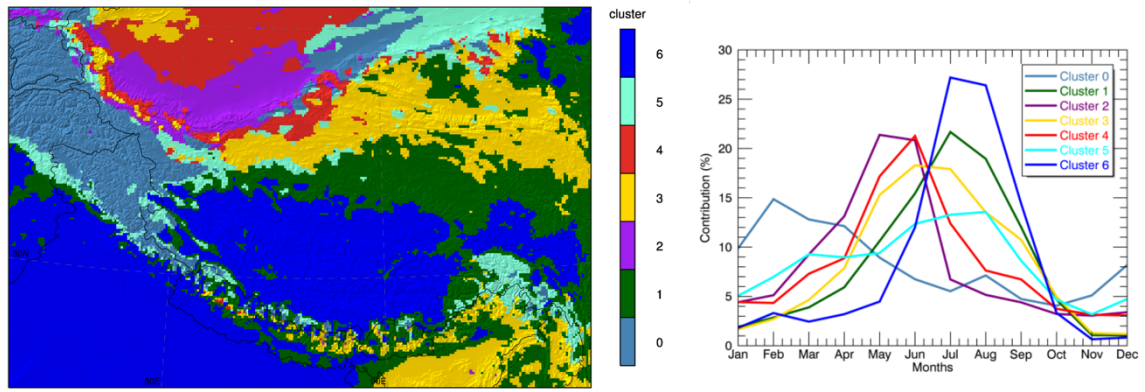 cluster
6
5
4
3
2
1
0
80E
30
25
20
15
10
5
0
Contribution (%)
Cluster 0
Cluster 1
Cluster 2
Cluster 3
Cluster 4
Cluster 5
Cluster 6
Jan Feb Mar Apr May Jun Jul Aug Sep Oct Nov Dec
Months